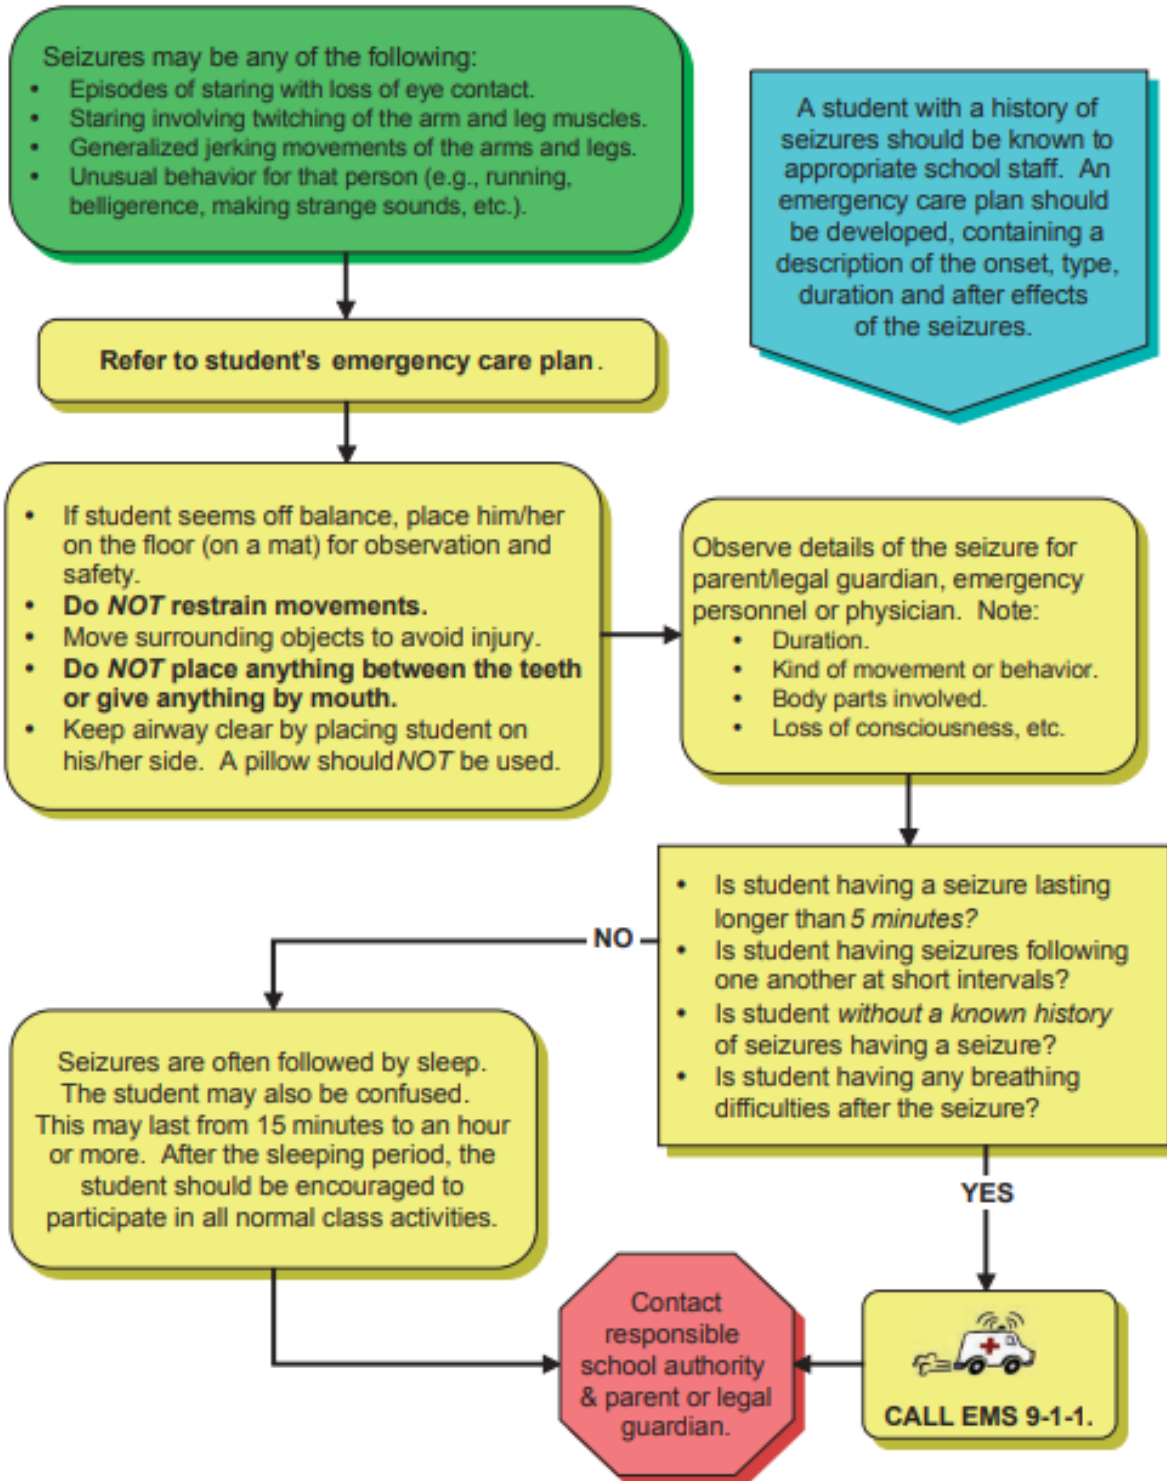 Seizures may be any of the following:
• Episodes of staring with loss of eye contact.
• Staring involving twitching of the arm and leg muscles.
• Generalized jerking movements of the arms and legs.
• Unusual behavior for that person (e.g., running,
belligerence, making strange sounds, etc.).
A student with a history of
seizures should be known to
appropriate school staff. An
emergency care plan should
be developed, containing a
description of the onset, type,
duration and after effects
of the seizures.
Refer to student's emergency care plan.
• If student seems off balance, place him/her
on the floor (on a mat) for observation and
safety.
• Do NOT restrain movements.
• Move surrounding objects to avoid injury.
• Do NOT place anything between the teeth
or give anything by mouth.
• Keep airway clear by placing student on
his/her side. A pillow should NOT be used.
Observe details of the seizure for
parent/legal guardian, emergency
personnel or physician. Note:
• Duration.
• Kind of movement or behavior.
• Body parts involved.
• Loss of consciousness, etc.
• Is student having a seizure lasting
longer than 5 minutes?
• Is student having seizures following
one another at short intervals?
• Is student without a known history
of seizures having a seizure?
• Is student having any breathing
difficulties after the seizure?
NO
Seizures are often followed by sleep.
The student may also be confused.
This may last from 15 minutes to an hour
or more. After the sleeping period, the
student should be encouraged to
participate in all normal class activities.
YES
Contact
responsible
school authority
& parent or legal
guardian.
CALL EMS 9-1-1.